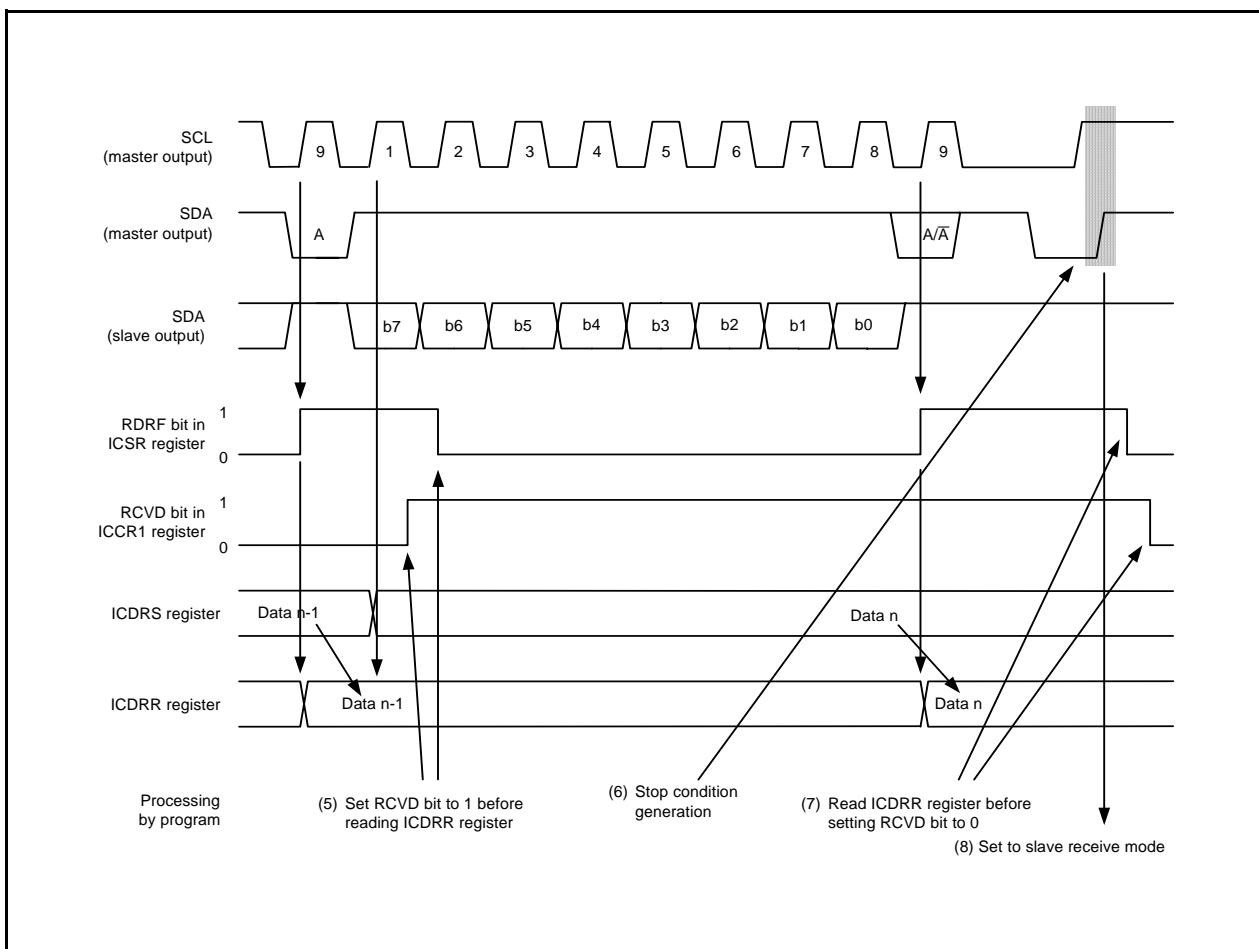 SCL
(master output)
9 1 2 3 4 5 6 7 8 9
SDA
(master output)
A A/A̅
SDA
(slave output)
b7 b6 b5 b4 b3 b2 b1 b0
RDRF bit in
ICSR register
1
0
RCVD bit in
ICCR1 register
1
0
ICDRS register
Data n-1
Data n
ICDRR register
Data n-1
Data n
Processing
by program
(5) Set RCVD bit to 1 before
reading ICDRR register
(6) Stop condition
generation
(7) Read ICDRR register before
setting RCVD bit to 0
(8) Set to slave receive mode